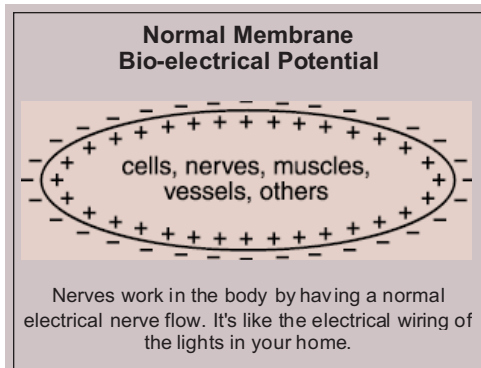 Normal Membrane
Bio-electrical Potential
cells, nerves, muscles,
vessels, others
Nerves work in the body by having a normal
electrical nerve flow. It's like the electrical wiring of
the lights in your home.